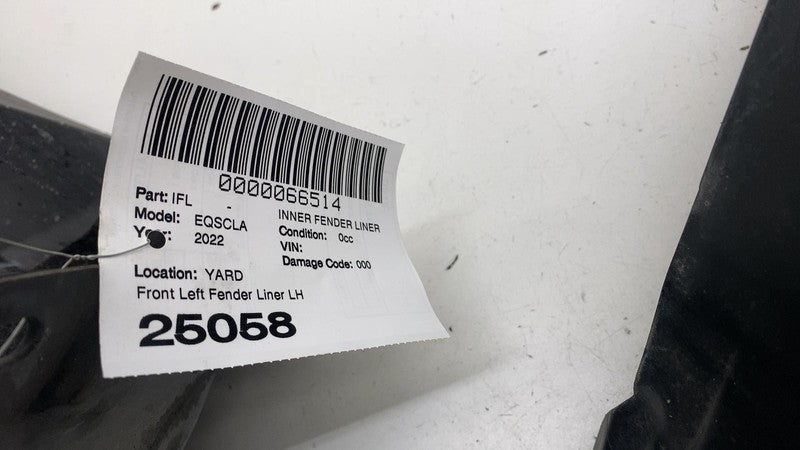 0000066514
Part: IFL - INNER FENDER LINER
Model: EQSCLA Condition: 0cc
Year: 2022 VIN:
Damage Code: 000
Location: YARD
Front Left Fender Liner LH
25058